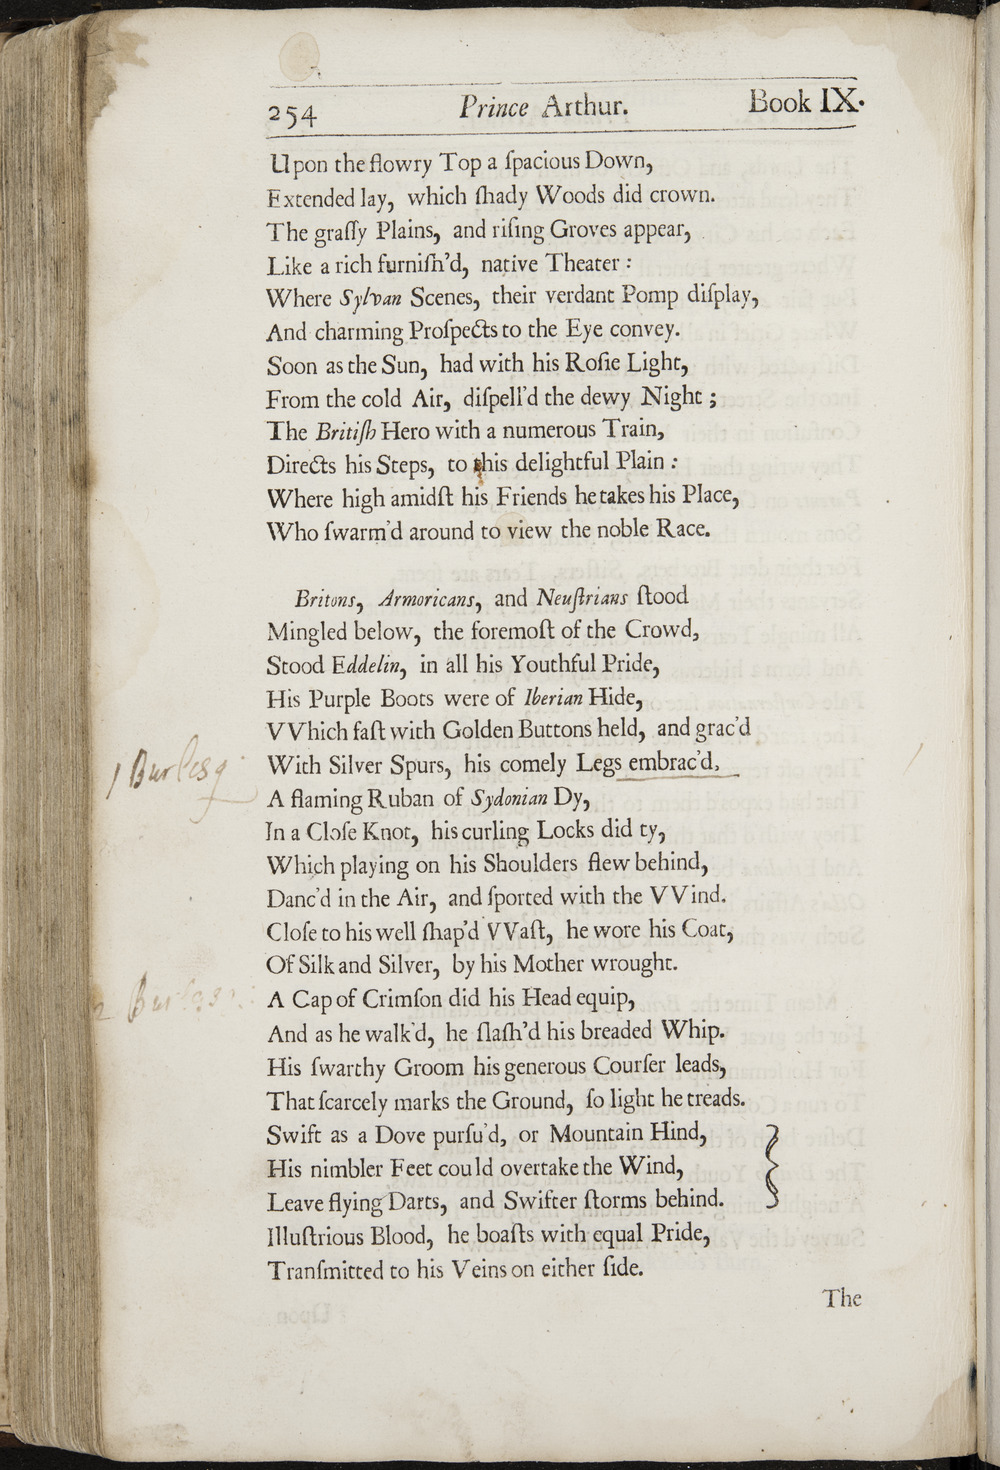 254 Prince Arthur. Book IX.
Upon the flowry Top a ſpacious Down,
Extended lay, which ſhady Woods did crown.
The graſſy Plains, and riſing Groves appear,
Like a rich furniſh'd, native Theater :
Where Sylvan Scenes, their verdant Pomp diſplay,
And charming Proſpects to the Eye convey.
Soon as the Sun, had with his Roſie Light,
From the cold Air, diſpell'd the dewy Night ;
The Britiſh Hero with a numerous Train,
Directs his Steps, to this delightful Plain :
Where high amidſt his Friends he takes his Place,
Who ſwarm'd around to view the noble Race.
Britons, Armoricans, and Neuſtrians ſtood
Mingled below, the foremoſt of the Crowd,
Stood Eddelin, in all his Youthful Pride,
His Purple Boots were of Iberian Hide,
VVhich faſt with Golden Buttons held, and grac'd
1 Burlesq
With Silver Spurs, his comely Legs embrac'd,
A flaming Ruban of Sydonian Dy,
In a Cloſe Knot, his curling Locks did ty,
Which playing on his Shoulders flew behind,
Danc'd in the Air, and ſported with the VVind.
Cloſe to his well ſhap'd VVaſt, he wore his Coat,
Of Silk and Silver, by his Mother wrought.
2 Burlesq:
A Cap of Crimſon did his Head equip,
And as he walk'd, he ſlaſh'd his breaded Whip.
His ſwarthy Groom his generous Courſer leads,
That ſcarcely marks the Ground, ſo light he treads.
Swift as a Dove purſu'd, or Mountain Hind,
His nimbler Feet could overtake the Wind,
Leave flying Darts, and Swifter ſtorms behind.
Illuſtrious Blood, he boaſts with equal Pride,
Tranſmitted to his Veins on either ſide.
The